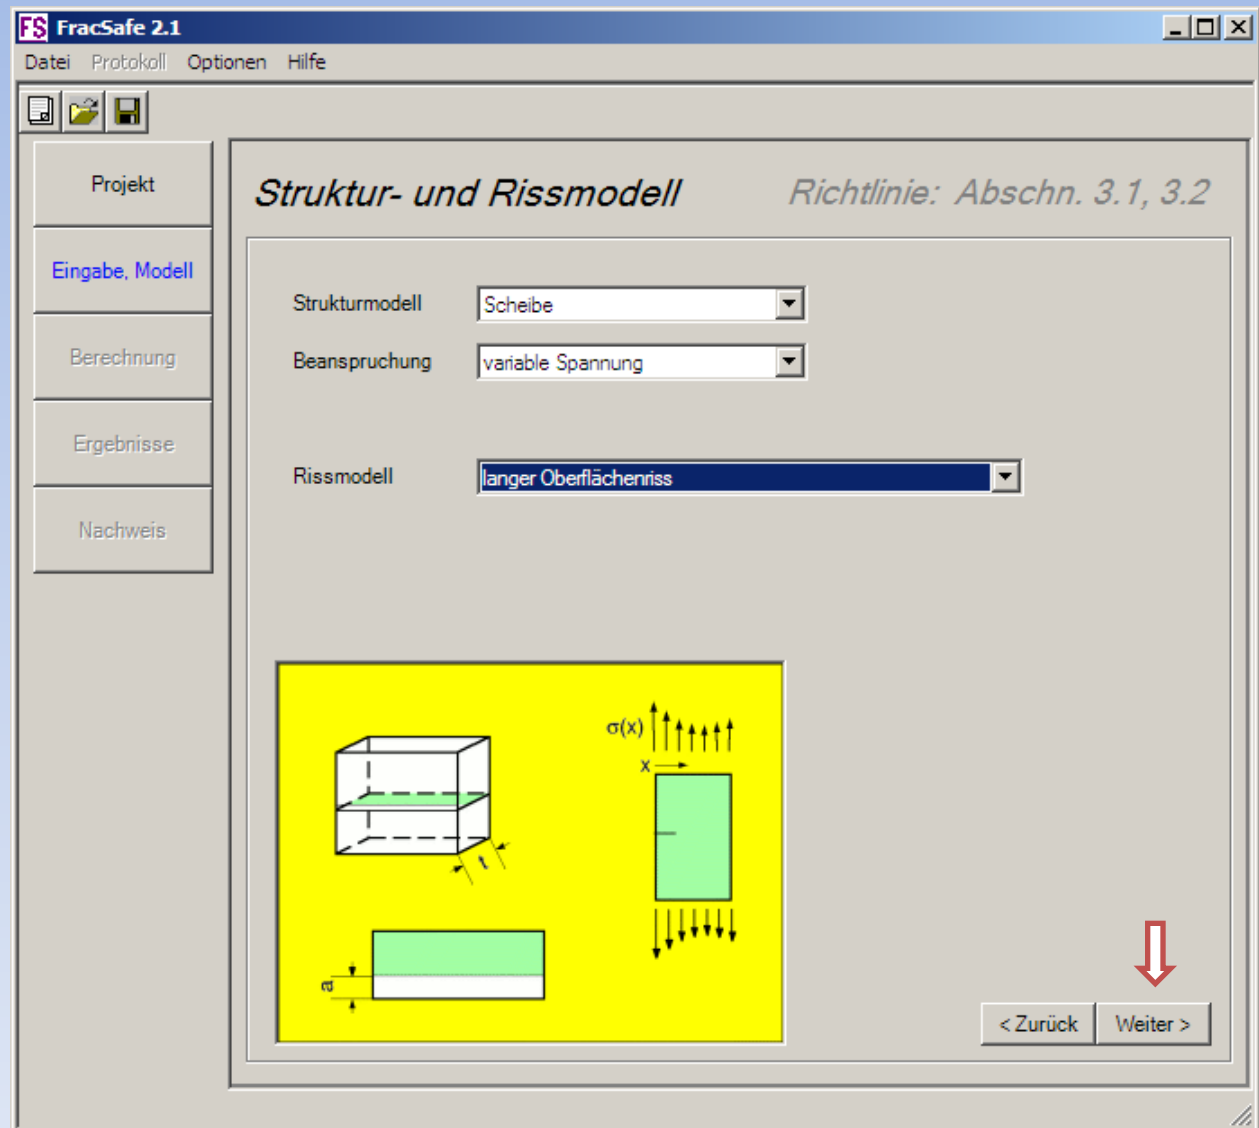 FS FracSafe 2.1
Datei Protokoll Optionen Hilfe
Projekt
Eingabe, Modell
Berechnung
Ergebnisse
Nachweis
Struktur- und Rissmodell Richtlinie: Abschn. 3.1, 3.2
Strukturmodell Scheibe
Beanspruchung variable Spannung
Rissmodell langer Oberflächenriss
σ(x)
x
t
a
< Zurück Weiter >